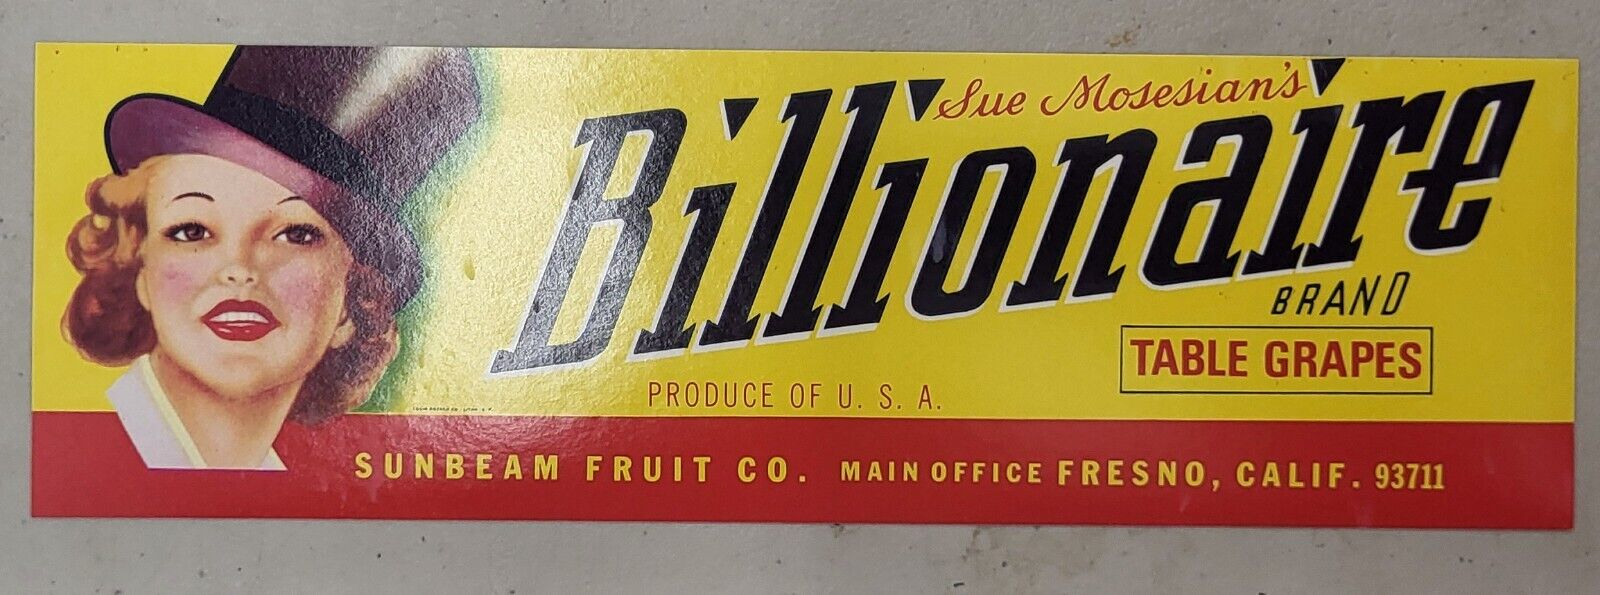 Sue Mosesian's
Billionaire
BRAND
TABLE GRAPES
PRODUCE OF U. S. A.
SUNBEAM FRUIT CO. MAIN OFFICE FRESNO, CALIF. 93711